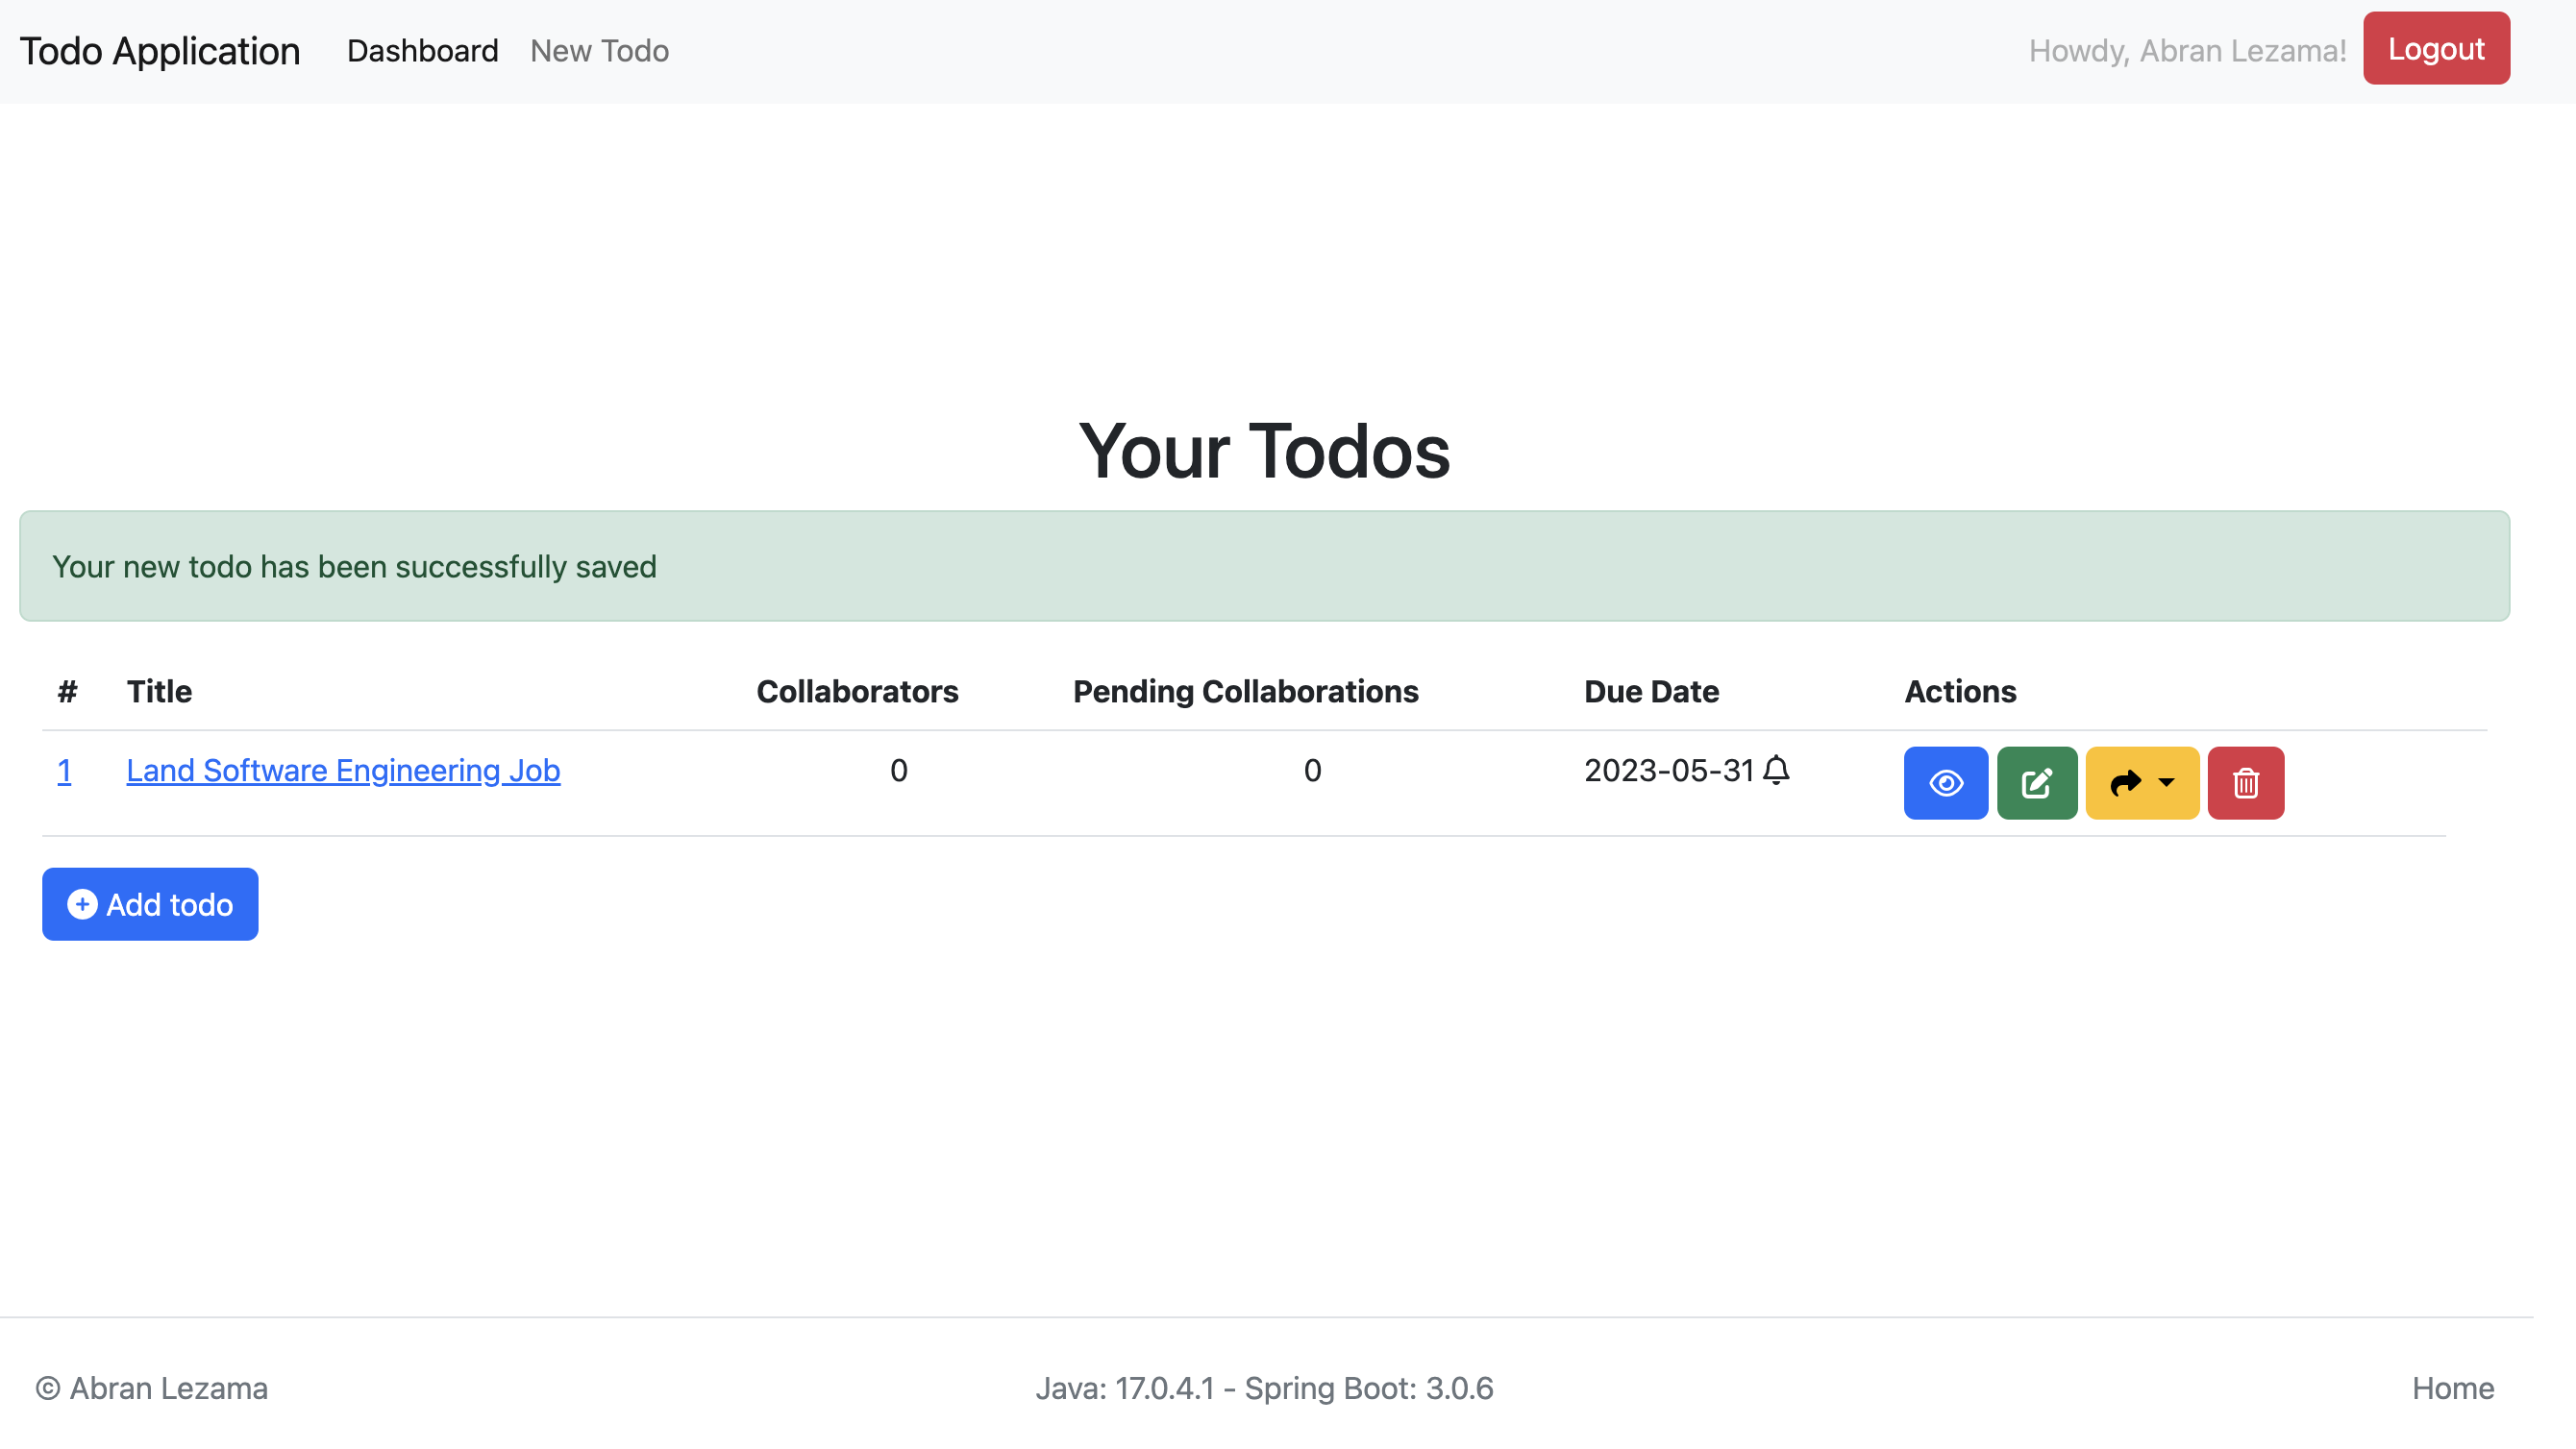 Todo Application Dashboard New Todo Howdy, Abran Lezama! Logout
Your Todos
Your new todo has been successfully saved
# Title Collaborators Pending Collaborations Due Date Actions
1 Land Software Engineering Job 0 0 2023-05-31
Add todo
© Abran Lezama Java: 17.0.4.1 - Spring Boot: 3.0.6 Home